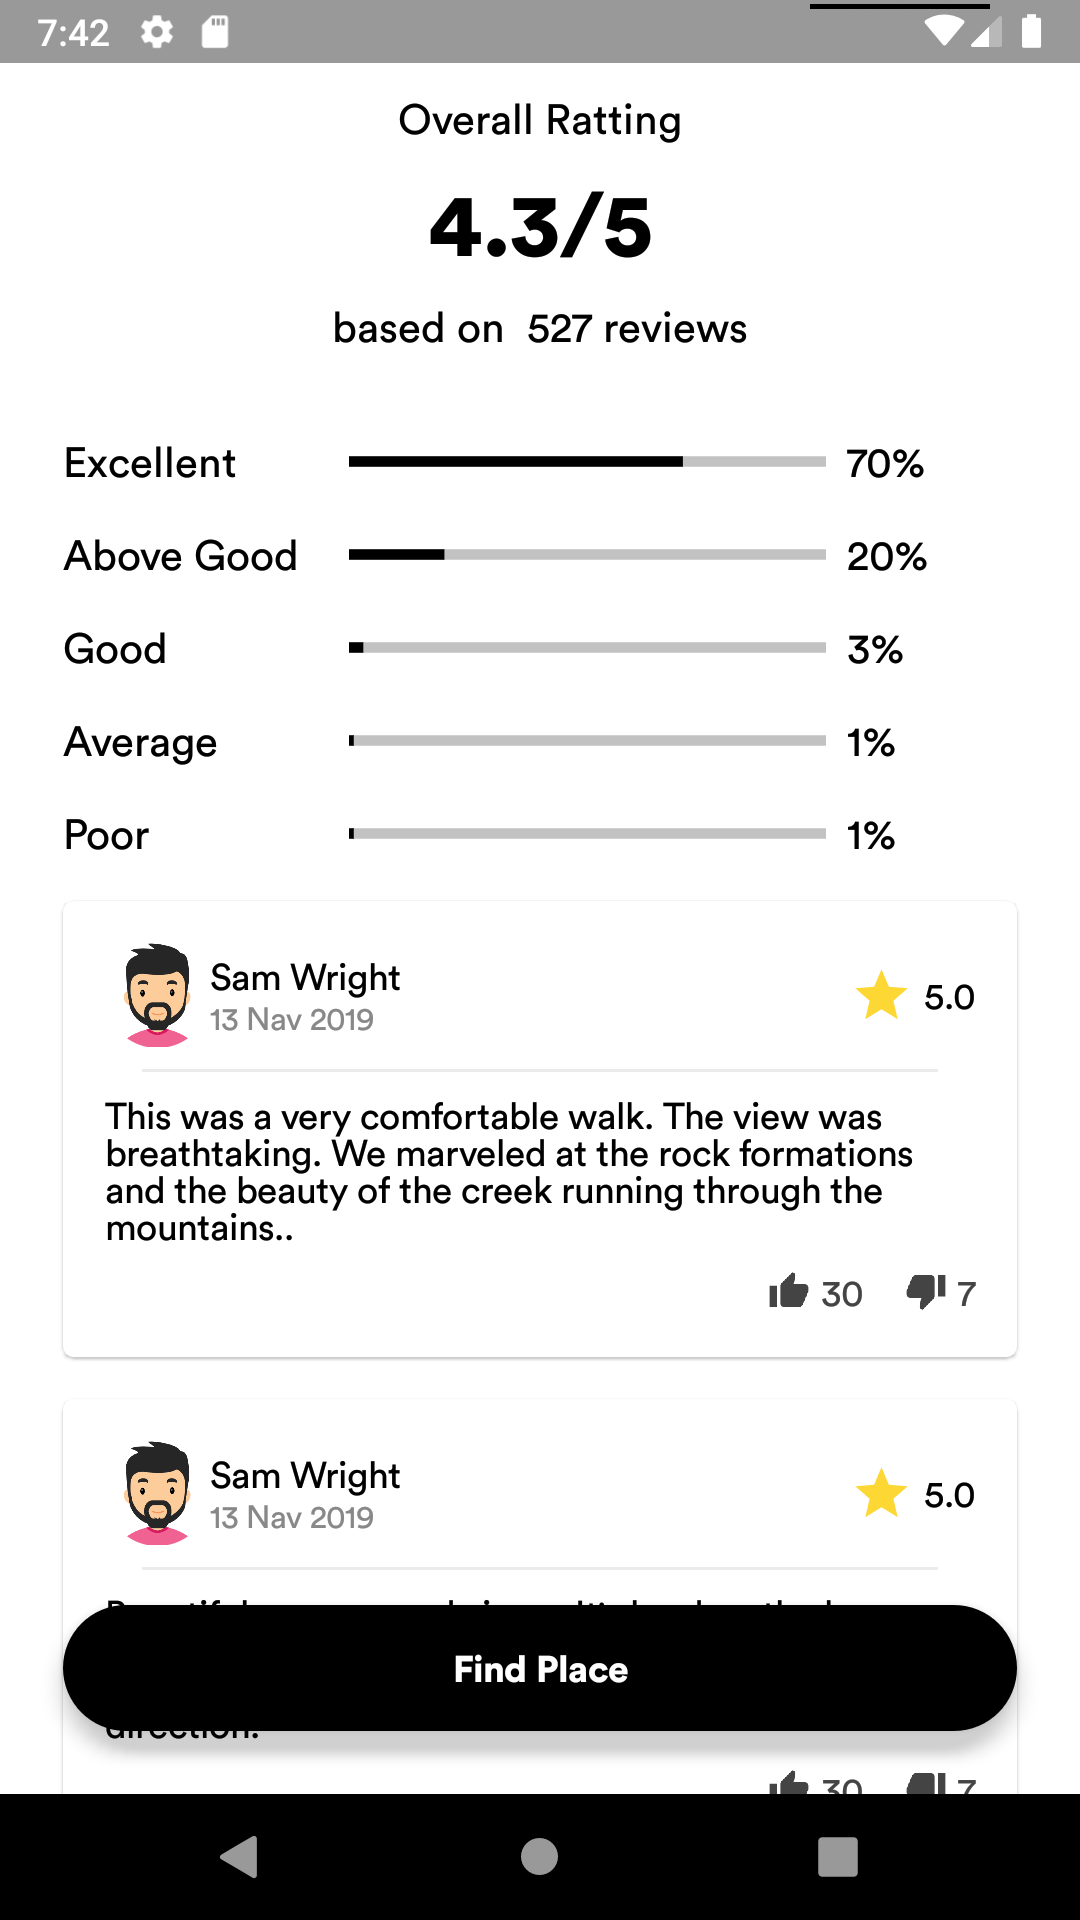 7:42
Overall Ratting
4.3/5
based on 527 reviews
Excellent 70%
Above Good 20%
Good 3%
Average 1%
Poor 1%
Sam Wright
13 Nav 2019
5.0
This was a very comfortable walk. The view was
breathtaking. We marveled at the rock formations
and the beauty of the creek running through the
mountains..
30 7
Sam Wright
13 Nav 2019
5.0
Find Place
direction.
30 7